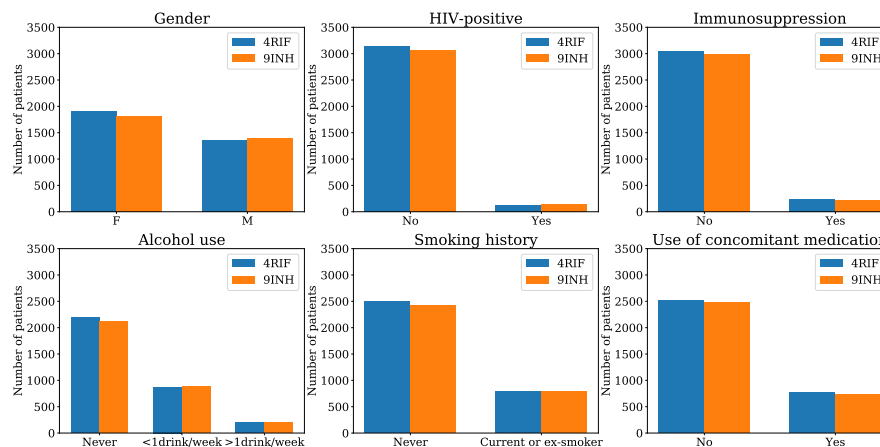 Gender
Number of patients
3500
3000
2500
2000
1500
1000
500
0
4RIF
9INH
F M
HIV-positive
Number of patients
3500
3000
2500
2000
1500
1000
500
0
4RIF
9INH
No Yes
Immunosuppression
Number of patients
3500
3000
2500
2000
1500
1000
500
0
4RIF
9INH
No Yes
Alcohol use
Number of patients
3500
3000
2500
2000
1500
1000
500
0
4RIF
9INH
Never <1drink/week >1drink/week
Smoking history
Number of patients
3500
3000
2500
2000
1500
1000
500
0
4RIF
9INH
Never Current or ex-smoker
Use of concomitant medication
Number of patients
3500
3000
2500
2000
1500
1000
500
0
4RIF
9INH
No Yes